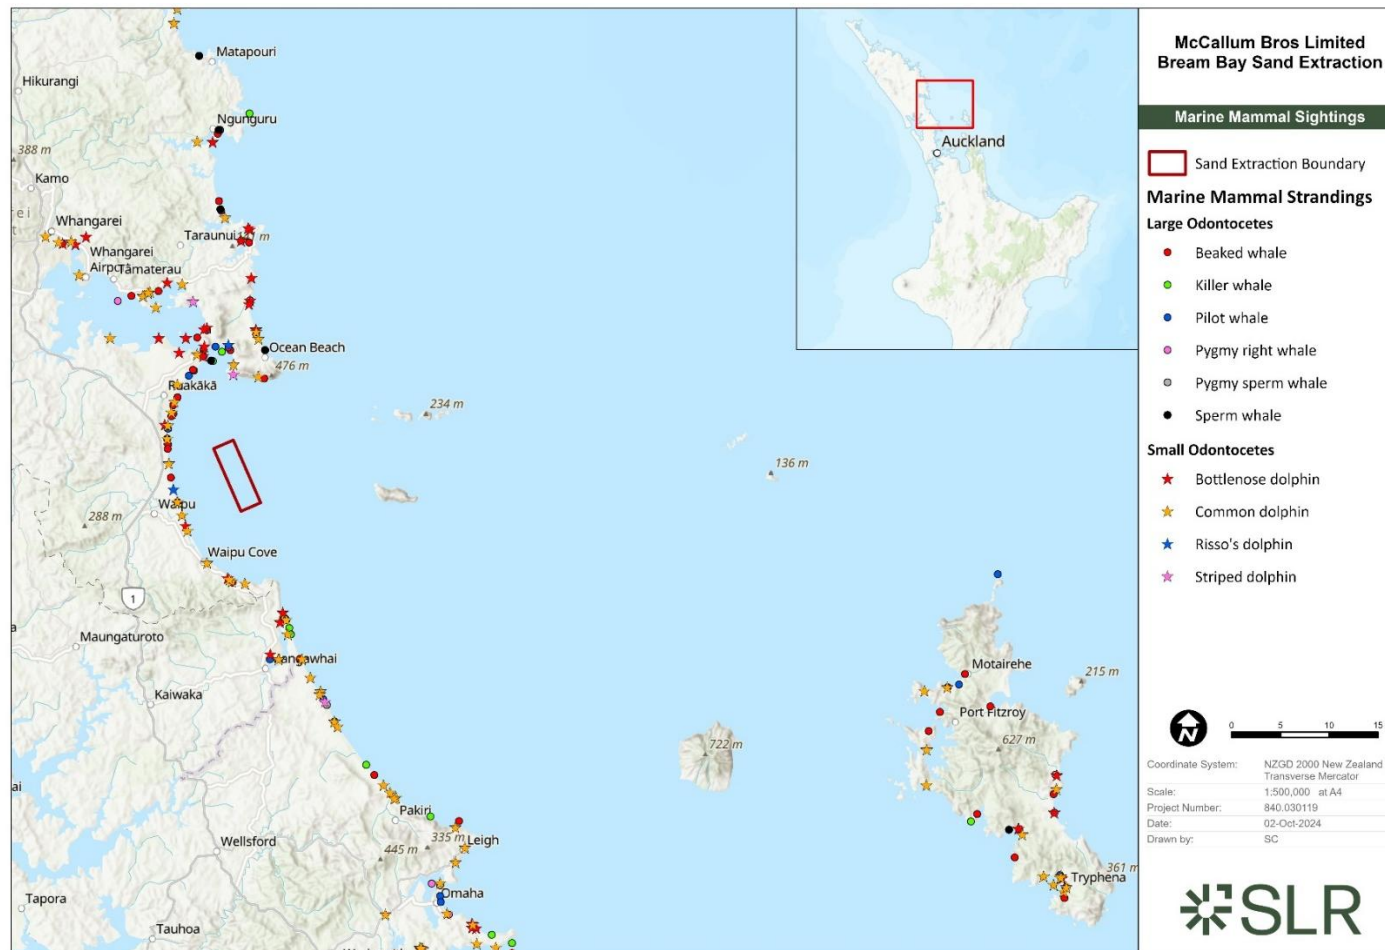 McCallum Bros Limited
Bream Bay Sand Extraction
Marine Mammal Sightings
Sand Extraction Boundary
Marine Mammal Strandings
Large Odontocetes
Beaked whale
Killer whale
Pilot whale
Pygmy right whale
Pygmy sperm whale
Sperm whale
Small Odontocetes
Bottlenose dolphin
Common dolphin
Risso's dolphin
Striped dolphin
N
0 5 10 15
Coordinate System: NZGD 2000 New Zealand
Transverse Mercator
Scale: 1:500,000 at A4
Project Number: 840.030119
Date: 02-Oct-2024
Drawn by: SC
SLR
Auckland
Matapouri
Hikurangi
Ngunguru
388 m
Kamo
Whangarei
Taraunui
Whangarei
Tāmaterau
Ocean Beach
476 m
234 m
136 m
Waipu
288 m
Waipu Cove
1
Maungaturoto
Kaiwaka
Motairehe
215 m
Port Fitzroy
627 m
722 m
Pakiri
Wellsford
335 m
Leigh
445 m
361 m
Tryphena
Omaha
Tapora
Tauhoa